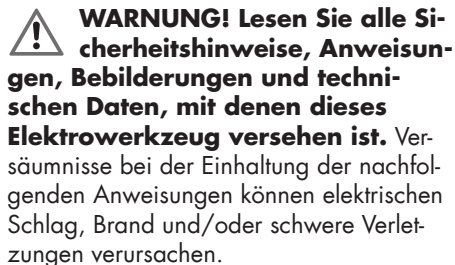 WARNUNG! Lesen Sie alle Si-
cherheitshinweise, Anweisun-
gen, Bebilderungen und techni-
schen Daten, mit denen dieses
Elektrowerkzeug versehen ist. Ver-
säumnisse bei der Einhaltung der nachfol-
genden Anweisungen können elektrischen
Schlag, Brand und/oder schwere Verlet-
zungen verursachen.